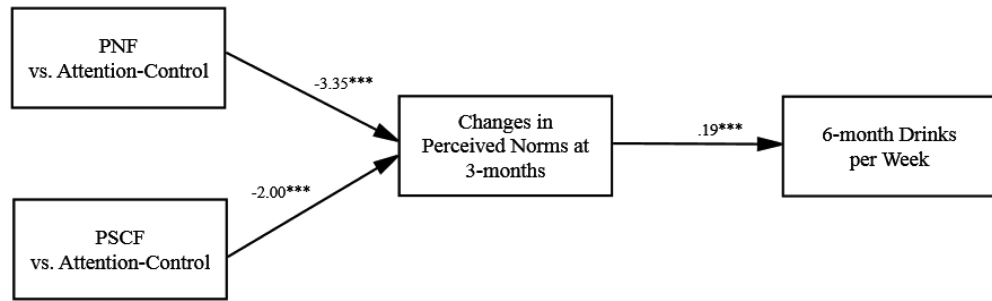 PNF
vs. Attention-Control
-3.35***
Changes in
Perceived Norms at
3-months
.19***
6-month Drinks
per Week
-2.00***
PSCF
vs. Attention-Control